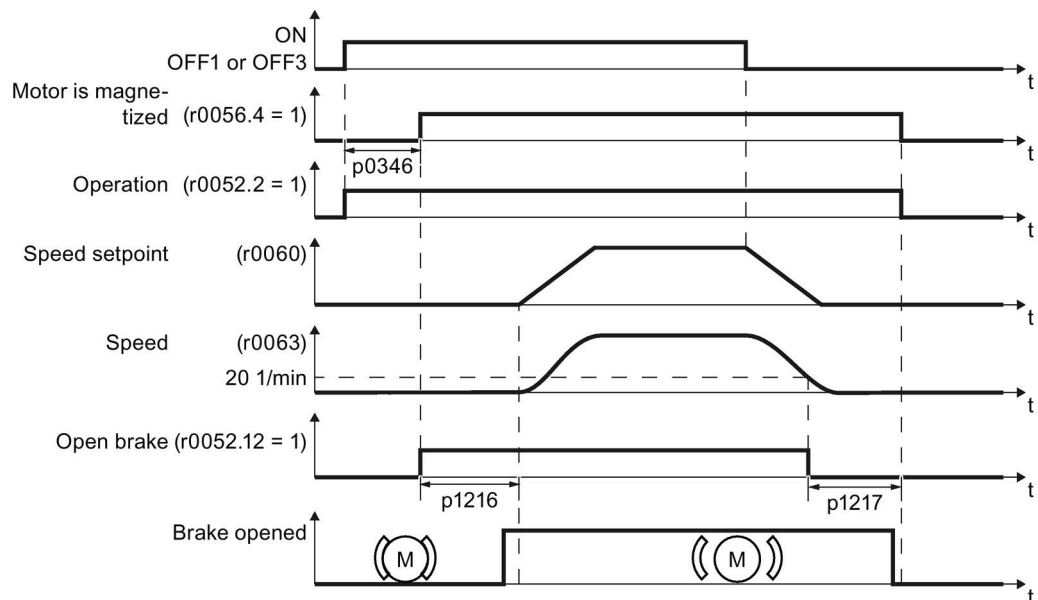 ON
OFF1 or OFF3
t
Motor is magne-
tized (r0056.4 = 1)
t
p0346
Operation (r0052.2 = 1)
t
Speed setpoint (r0060)
t
Speed (r0063)
20 1/min
t
Open brake (r0052.12 = 1)
t
p1216
p1217
Brake opened
M
M
t